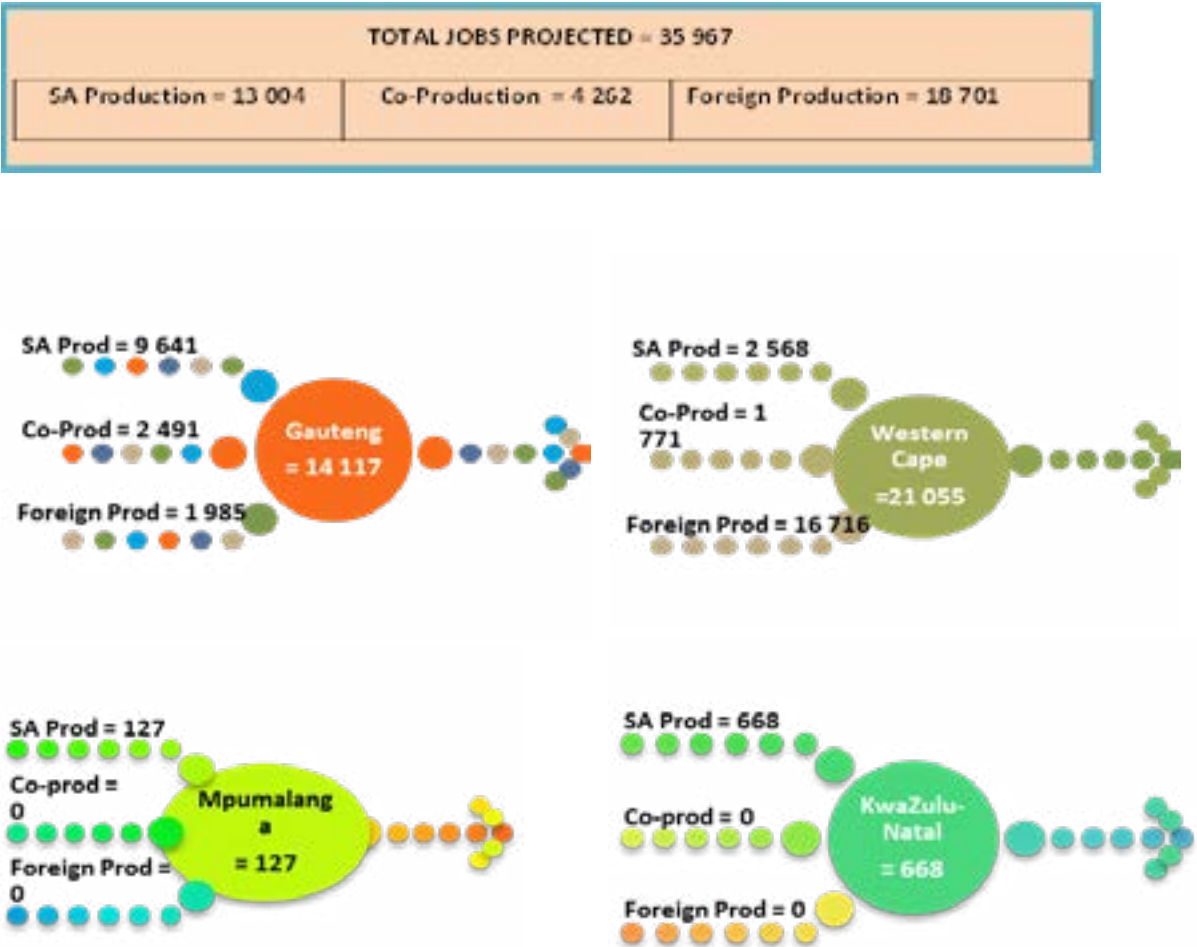 TOTAL JOBS PROJECTED = 35 967
SA Production = 13 004
Co-Production = 4 262
Foreign Production = 18 701
SA Prod = 9 641
Co-Prod = 2 491
Foreign Prod = 1 985
Gauteng
= 14 117
SA Prod = 2 568
Co-Prod = 1
771
Foreign Prod = 16 716
Western
Cape
=21 055
SA Prod = 127
Co-prod =
0
Foreign Prod =
0
Mpumalang
a
= 127
SA Prod = 668
Co-prod = 0
Foreign Prod = 0
KwaZulu-
Natal
= 668